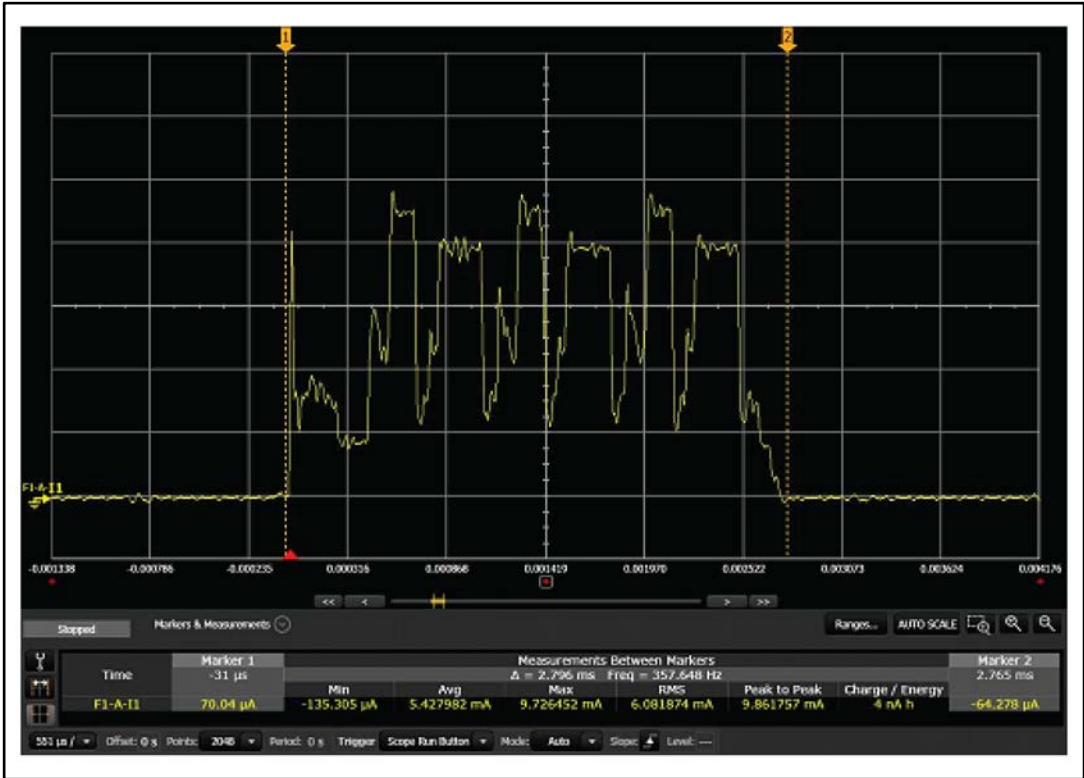 1 2
F1-A-I1
-0.001338 -0.000786 -0.000235 0.000316 0.000868 0.001419 0.001970 0.002522 0.003073 0.003624 0.004176
<< < > >>
Stopped Markers & Measurements Ranges... AUTO SCALE
Marker 1 Measurements Between Markers Marker 2
Time -31 µs Δ = 2.796 ms Freq = 357.648 Hz 2.765 ms
Min Avg Max RMS Peak to Peak Charge / Energy
F1-A-I1 70.04 µA -135.305 µA 5.427982 mA 9.726452 mA 6.081874 mA 9.861757 mA 4 nA h -64.278 µA
551 µs / Offset: 0 s Points: 2048 Period: 0 s Trigger Scope Run Button Mode: Auto Slope: Level: ---